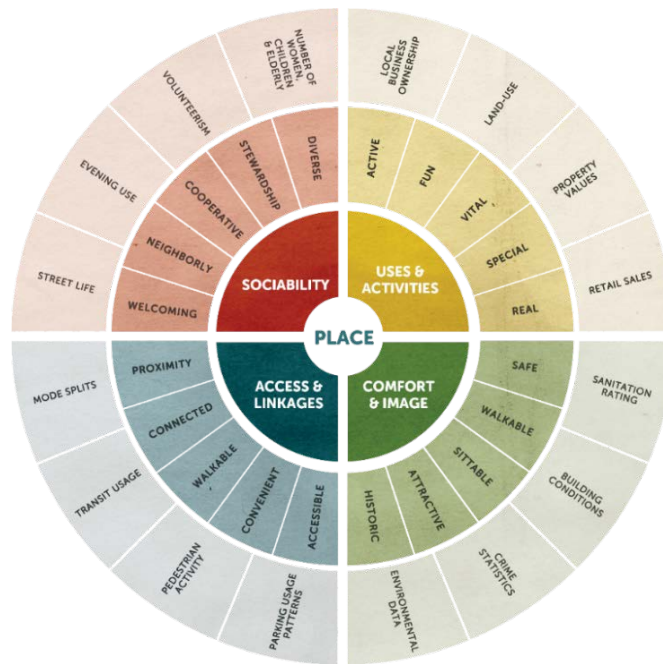 PLACE
SOCIABILITY
DIVERSE
STEWARDSHIP
COOPERATIVE
NEIGHBORLY
WELCOMING
NUMBER OF
WOMEN,
CHILDREN
& ELDERLY
VOLUNTEERISM
EVENING USE
STREET LIFE
USES &
ACTIVITIES
ACTIVE
FUN
VITAL
SPECIAL
REAL
LOCAL
BUSINESS
OWNERSHIP
LAND-USE
PROPERTY
VALUES
RETAIL SALES
ACCESS &
LINKAGES
PROXIMITY
CONNECTED
WALKABLE
CONVENIENT
ACCESSIBLE
MODE SPLITS
TRANSIT USAGE
PEDESTRIAN
ACTIVITY
PARKING USAGE
PATTERNS
COMFORT
& IMAGE
SAFE
WALKABLE
SITTABLE
ATTRACTIVE
HISTORIC
SANITATION
RATING
BUILDING
CONDITIONS
CRIME
STATISTICS
ENVIRONMENTAL
DATA